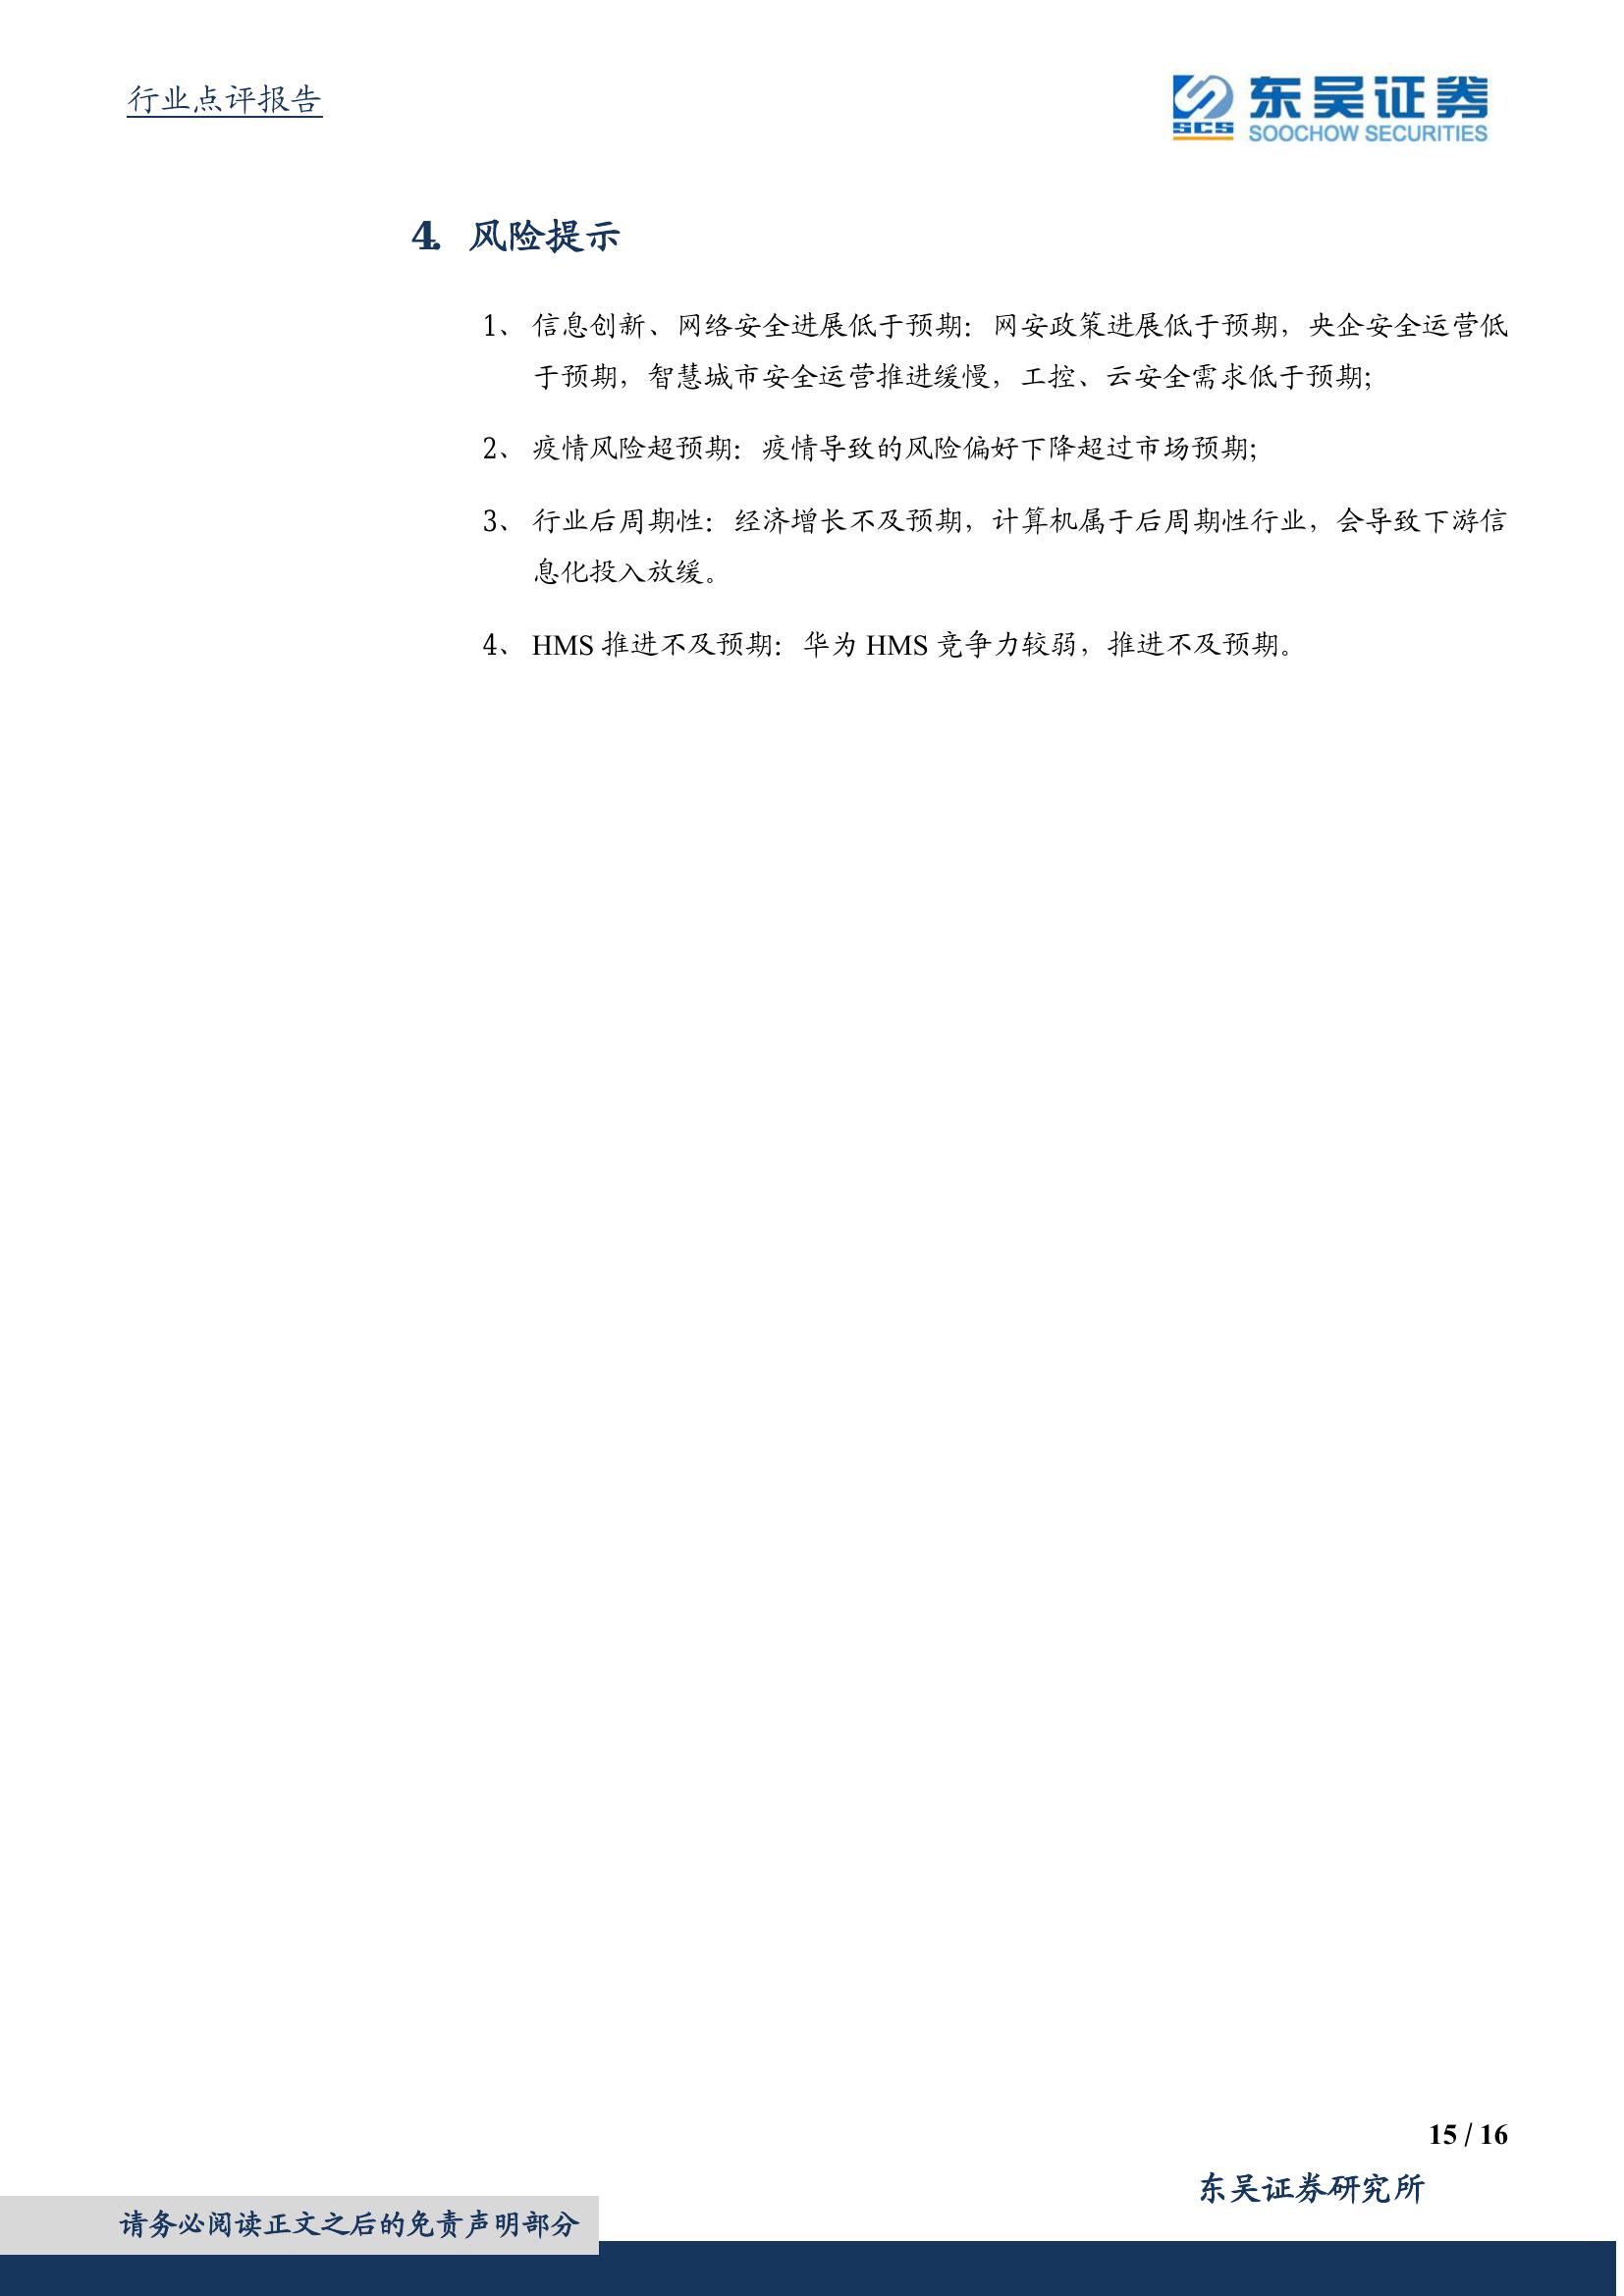 行业点评报告
SCS
东吴证券
SOOCHOW SECURITIES
4. 风险提示
1、信息创新、网络安全进展低于预期：网安政策进展低于预期，央企安全运营低
于预期，智慧城市安全运营推进缓慢，工控、云安全需求低于预期；
2、疫情风险超预期：疫情导致的风险偏好下降超过市场预期；
3、行业后周期性：经济增长不及预期，计算机属于后周期性行业，会导致下游信
息化投入放缓。
4、HMS 推进不及预期：华为 HMS 竞争力较弱，推进不及预期。
15 / 16
东吴证券研究所
请务必阅读正文之后的免责声明部分